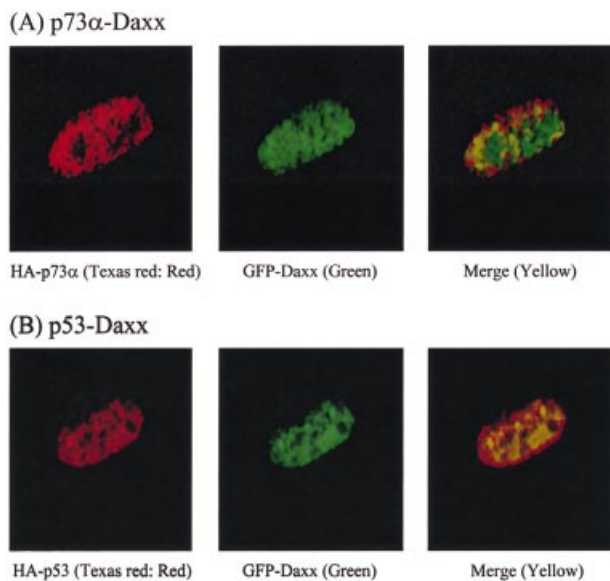 (A) p73α-Daxx
HA-p73α (Texas red: Red)
GFP-Daxx (Green)
Merge (Yellow)
(B) p53-Daxx
HA-p53 (Texas red: Red)
GFP-Daxx (Green)
Merge (Yellow)